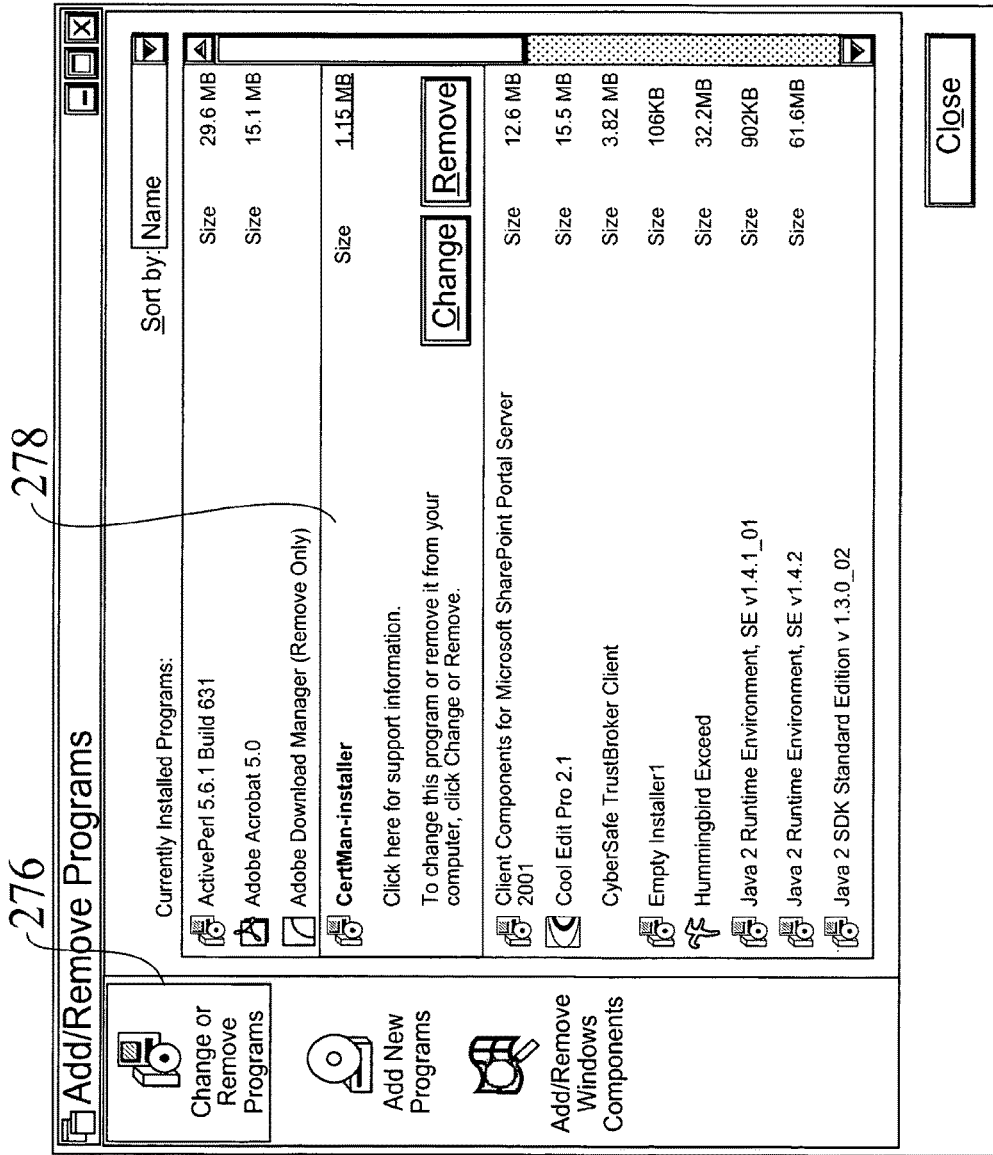 276
278
Add/Remove Programs
Change or
Remove
Programs
Add New
Programs
Add/Remove
Windows
Components
Currently Installed Programs:
Sort by: Name
ActivePerl 5.6.1 Build 631 Size 29.6 MB
Adobe Acrobat 5.0 Size 15.1 MB
Adobe Download Manager (Remove Only)
CertMan-installer Size 1.15 MB
Click here for support information.
To change this program or remove it from your
computer, click Change or Remove.
Change Remove
Client Components for Microsoft SharePoint Portal Server Size 12.6 MB
2001
Cool Edit Pro 2.1 Size 15.5 MB
CyberSafe TrustBroker Client Size 3.82 MB
Empty Installer1 Size 106KB
Hummingbird Exceed Size 32.2MB
Java 2 Runtime Environment, SE v1.4.1_01 Size 902KB
Java 2 Runtime Environment, SE v1.4.2 Size 61.6MB
Java 2 SDK Standard Edition v 1.3.0_02
Close